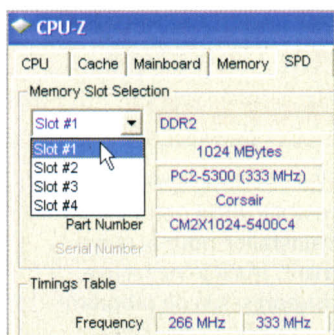 CPU-Z
CPU Cache Mainboard Memory SPD
Memory Slot Selection
Slot #1 DDR2
Slot #1 1024 MBytes
Slot #2 PC2-5300 (333 MHz)
Slot #3 Corsair
Slot #4
Part Number CM2X1024-5400C4
Serial Number
Timings Table
Frequency 266 MHz 333 MHz